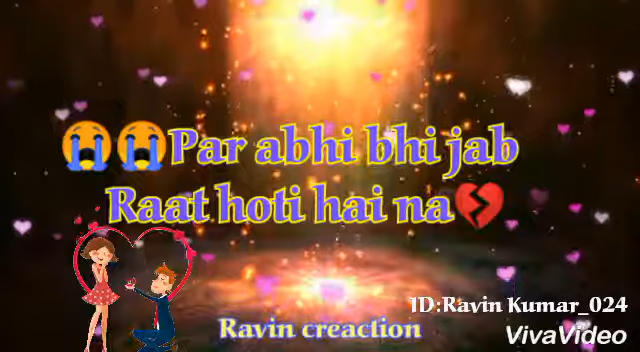 😭😭Par abhi bhi jab
Raat hoti hai na💔
ID:Ravin Kumar_024
Ravin creaction
VivaVideo